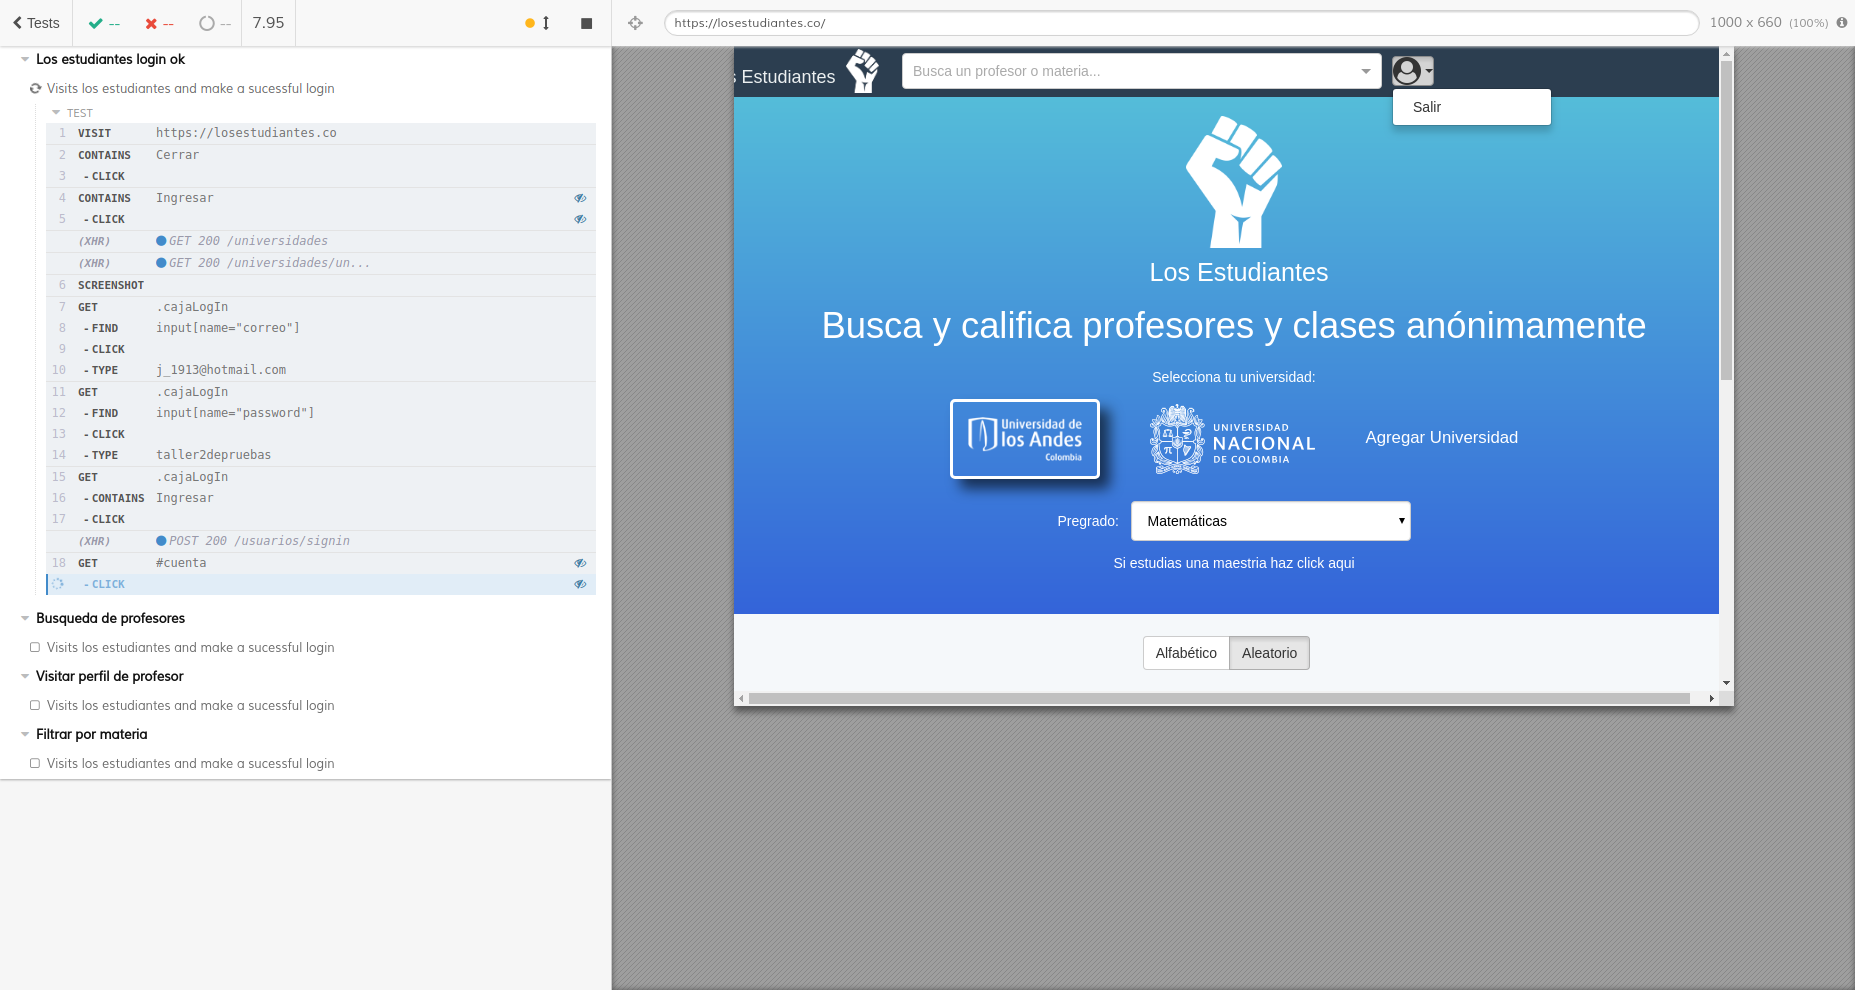 Tests -- -- -- 7.95
https://losestudiantes.co/ 1000 x 660 (100%)
Los estudiantes login ok
Visits los estudiantes and make a sucessful login
TEST
1 VISIT https://losestudiantes.co
2 CONTAINS Cerrar
3 - CLICK
4 CONTAINS Ingresar
5 - CLICK
(XHR) GET 200 /universidades
(XHR) GET 200 /universidades/un...
6 SCREENSHOT
7 GET .cajaLogIn
8 - FIND input[name="correo"]
9 - CLICK
10 - TYPE j_1913@hotmail.com
11 GET .cajaLogIn
12 - FIND input[name="password"]
13 - CLICK
14 - TYPE taller2depruebas
15 GET .cajaLogIn
16 - CONTAINS Ingresar
17 - CLICK
(XHR) POST 200 /usuarios/signin
18 GET #cuenta
- CLICK
Busqueda de profesores
Visits los estudiantes and make a sucessful login
Visitar perfil de profesor
Visits los estudiantes and make a sucessful login
Filtrar por materia
Visits los estudiantes and make a sucessful login
s Estudiantes
Busca un profesor o materia...
Salir
Los Estudiantes
Busca y califica profesores y clases anónimamente
Selecciona tu universidad:
Universidad de
los Andes
Colombia
UNIVERSIDAD
NACIONAL
DE COLOMBIA
Agregar Universidad
Pregrado: Matemáticas
Si estudias una maestria haz click aqui
Alfabético Aleatorio